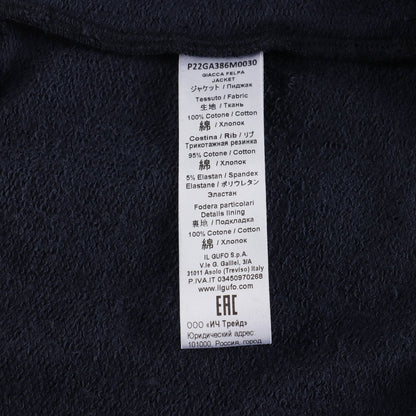 P22GA386M0030
GIACCA FELPA
JACKET
ジャケット / Пиджак
Tessuto / Fabric
生地 / Ткань
100% Cotone / Cotton
綿 / Хлопок
Costina / Rib / リブ
Трикотажная резинка
95% Cotone / Cotton
綿 / Хлопок
5% Elastan / Spandex
Elastane / ポリウレタン
Эластан
Fodera particolari
Details lining
裏地 / Подкладка
100% Cotone / Cotton
綿 / Хлопок
IL GUFO S.p.A.
V.le G. Galilei, 3/A
31011 Asolo (Treviso) Italy
P.IVA.IT 03450970268
www.ilgufo.com
EAC
ООО «ИЧ Трейд»
Юридический адрес
101000, Россия, город